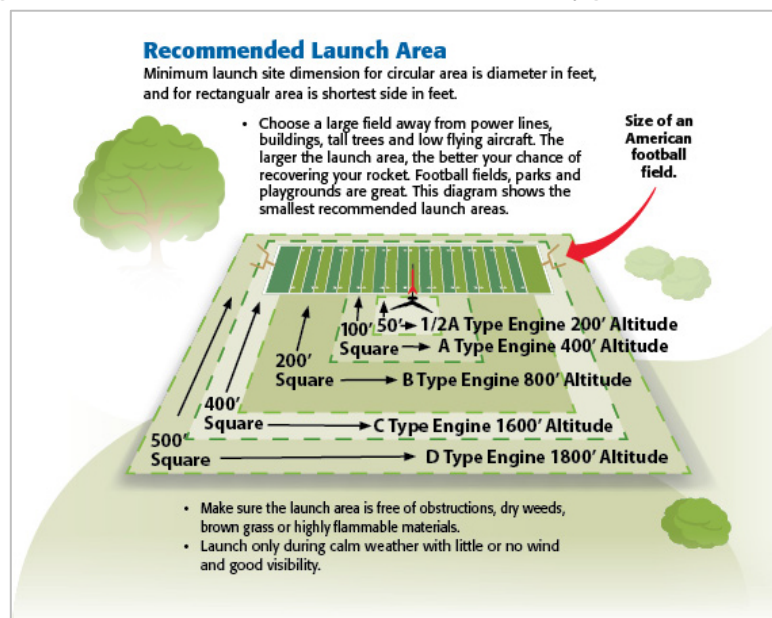 Recommended Launch Area
Minimum launch site dimension for circular area is diameter in feet,
and for rectangualr area is shortest side in feet.
• Choose a large field away from power lines,
buildings, tall trees and low flying aircraft. The
larger the launch area, the better your chance of
recovering your rocket. Football fields, parks and
playgrounds are great. This diagram shows the
smallest recommended launch areas.
Size of an
American
football
field.
50' 1/2A Type Engine 200' Altitude
100'
Square A Type Engine 400' Altitude
200'
Square B Type Engine 800' Altitude
400'
Square C Type Engine 1600' Altitude
500'
Square D Type Engine 1800' Altitude
• Make sure the launch area is free of obstructions, dry weeds,
brown grass or highly flammable materials.
• Launch only during calm weather with little or no wind
and good visibility.